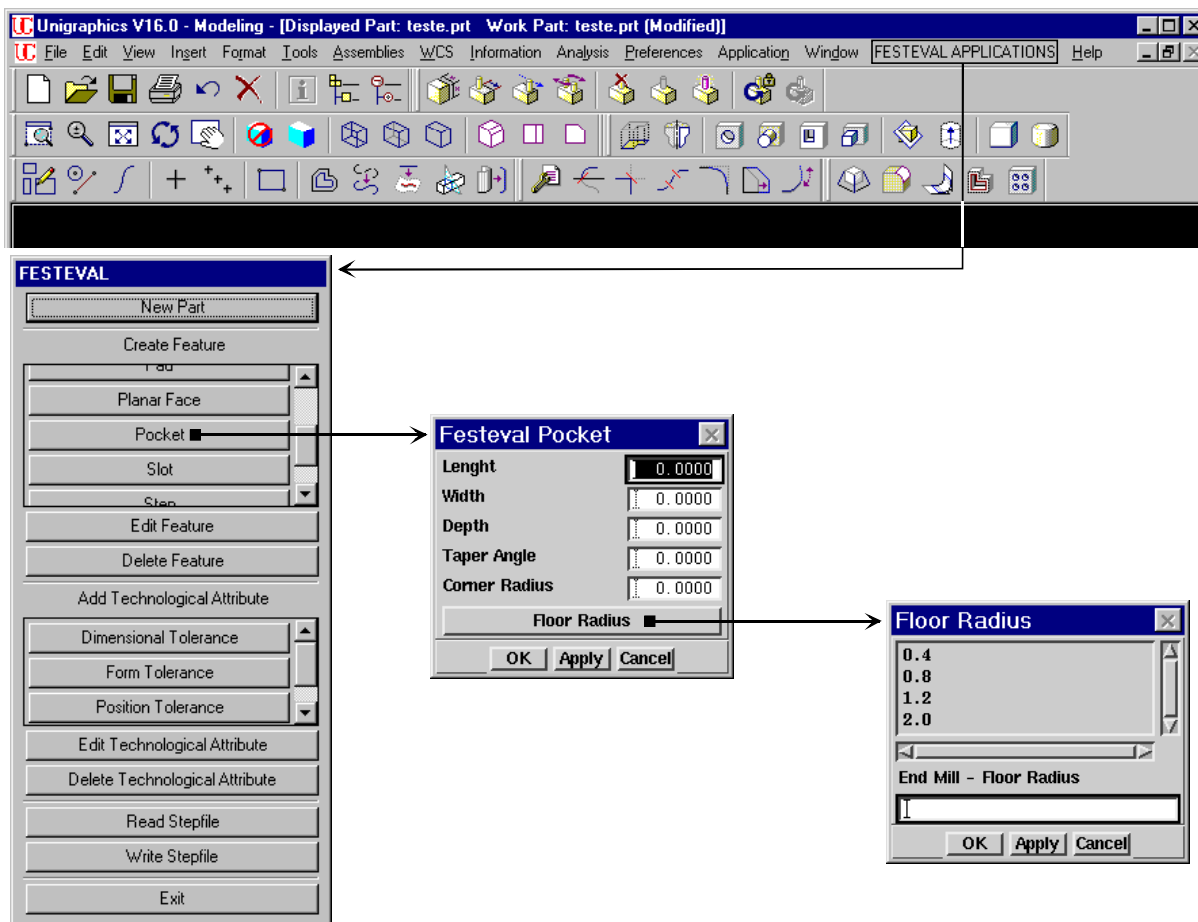 Unigraphics V16.0 - Modeling - [Displayed Part: teste.prt Work Part: teste.prt (Modified)]
File Edit View Insert Format Tools Assemblies WCS Information Analysis Preferences Application Window FESTEVAL APPLICATIONS Help
FESTEVAL
New Part
Create Feature
Pad
Planar Face
Pocket
Slot
Step
Edit Feature
Delete Feature
Add Technological Attribute
Dimensional Tolerance
Form Tolerance
Position Tolerance
Edit Technological Attribute
Delete Technological Attribute
Read Stepfile
Write Stepfile
Exit
Festeval Pocket
Lenght 0.0000
Width 0.0000
Depth 0.0000
Taper Angle 0.0000
Corner Radius 0.0000
Floor Radius
OK Apply Cancel
Floor Radius
0.4
0.8
1.2
2.0
End Mill - Floor Radius
OK Apply Cancel